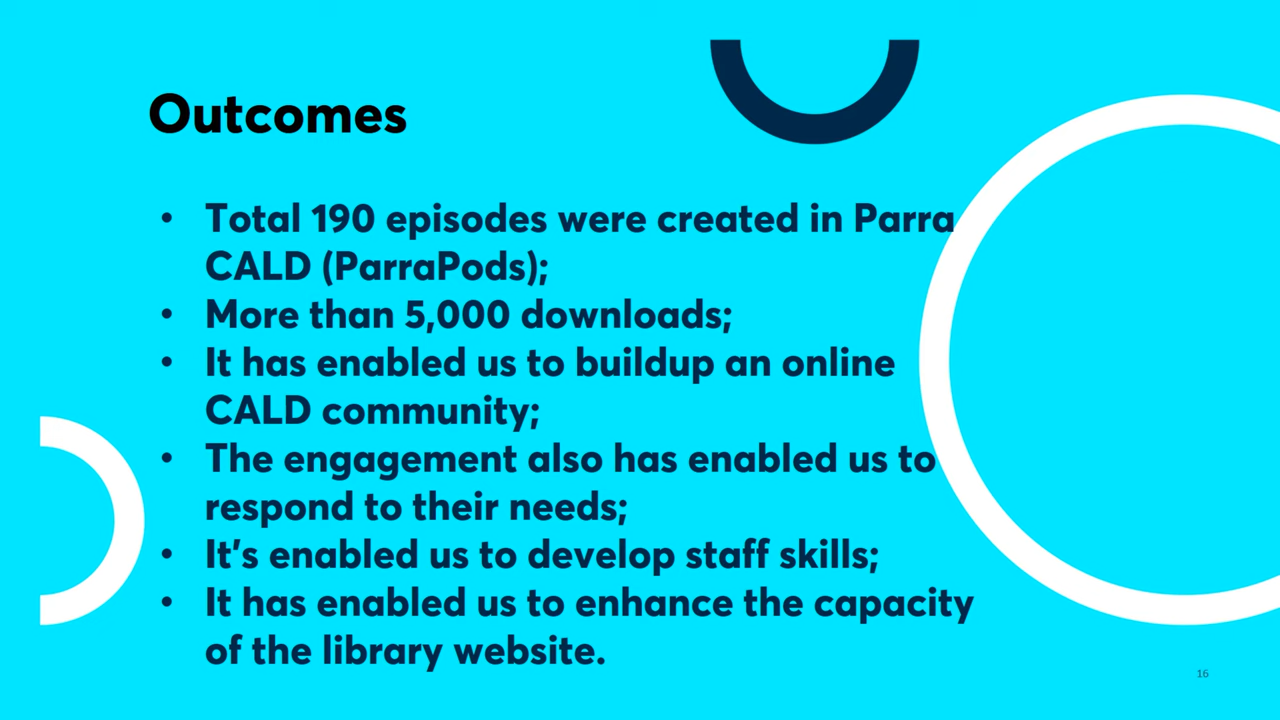 Outcomes
• Total 190 episodes were created in Parra
CALD (ParraPods);
• More than 5,000 downloads;
• It has enabled us to buildup an online
CALD community;
• The engagement also has enabled us to
respond to their needs;
• It’s enabled us to develop staff skills;
• It has enabled us to enhance the capacity
of the library website.
16